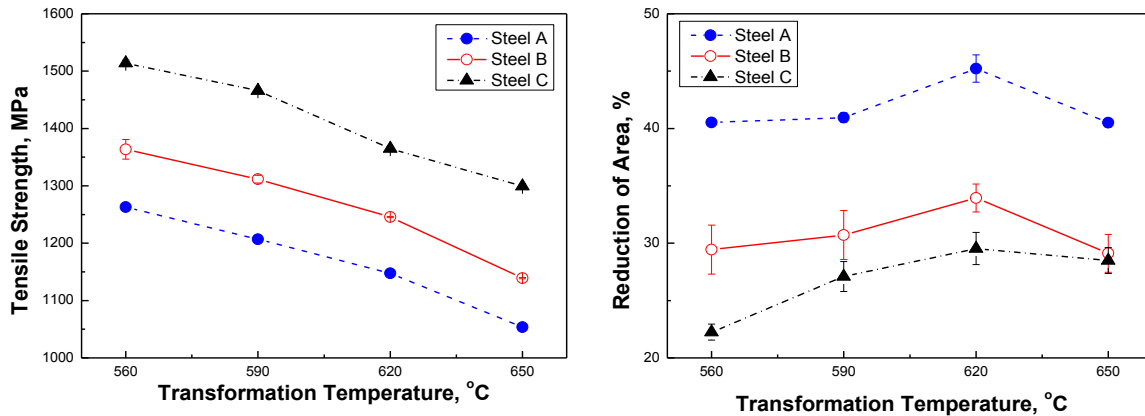 Tensile Strength, MPa
1600
1500
1400
1300
1200
1100
1000
560
590
620
650
Transformation Temperature, °C
Steel A
Steel B
Steel C
Reduction of Area, %
50
40
30
20
560
590
620
650
Transformation Temperature, °C
Steel A
Steel B
Steel C